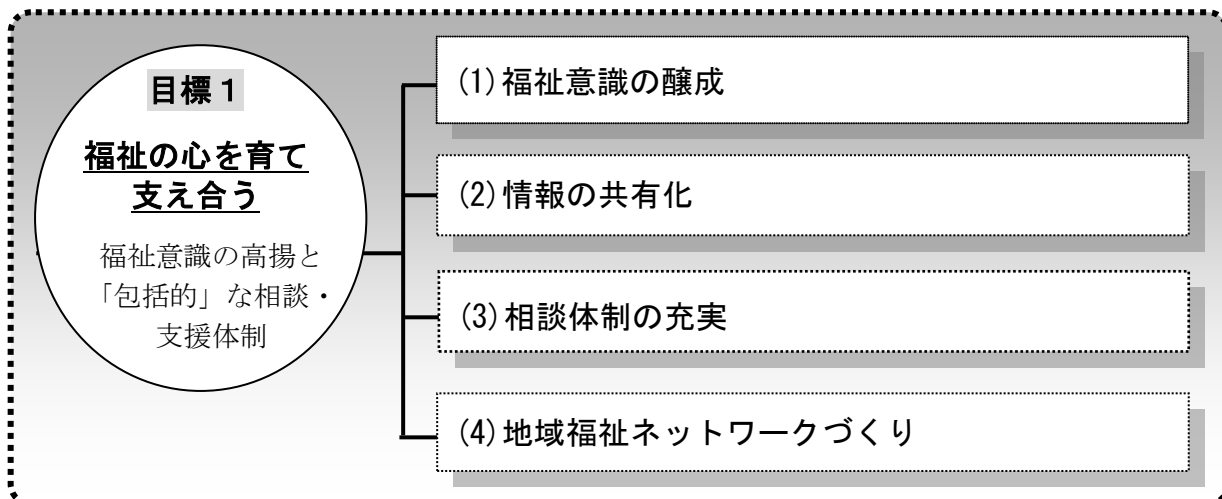 目標１
福祉の心を育て
支え合う
福祉意識の高揚と
「包括的」な相談・
支援体制
(1)福祉意識の醸成
(2)情報の共有化
(3)相談体制の充実
(4)地域福祉ネットワークづくり